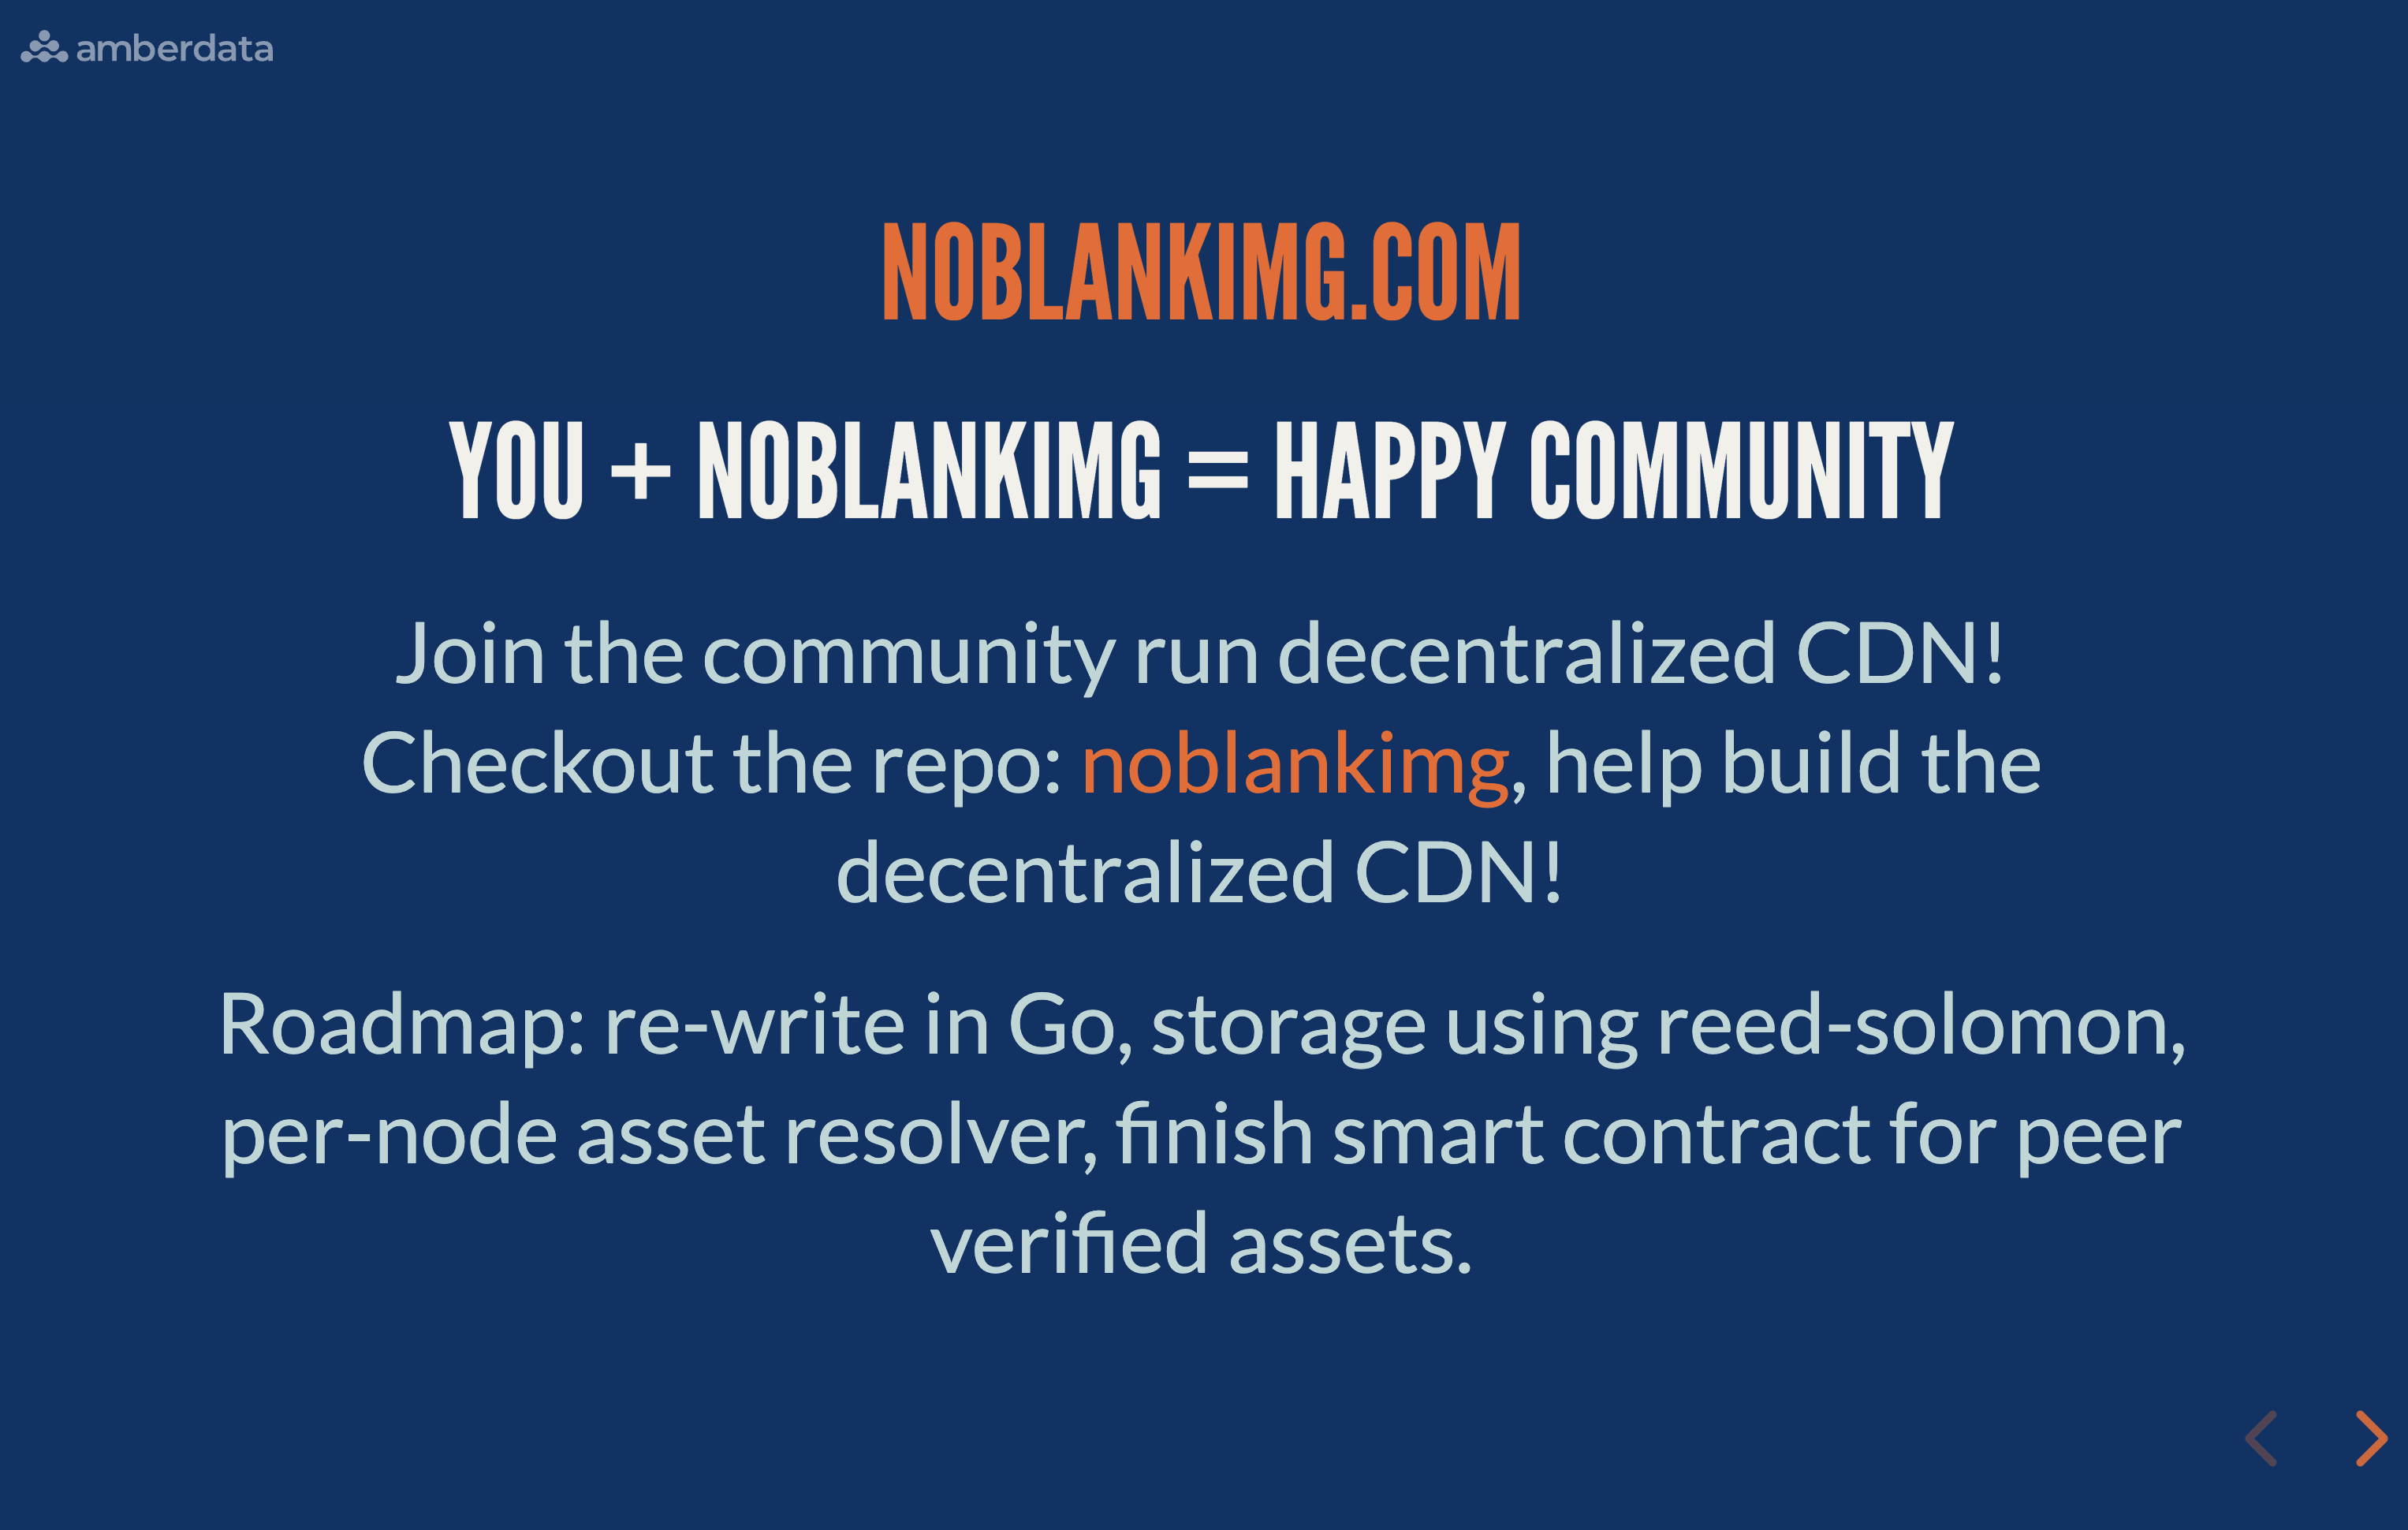 amberdata
NOBLANKIMG.COM
YOU + NOBLANKIMG = HAPPY COMMUNITY
Join the community run decentralized CDN!
Checkout the repo: noblankimg, help build the
decentralized CDN!
Roadmap: re-write in Go, storage using reed-solomon,
per-node asset resolver, finish smart contract for peer
verified assets.